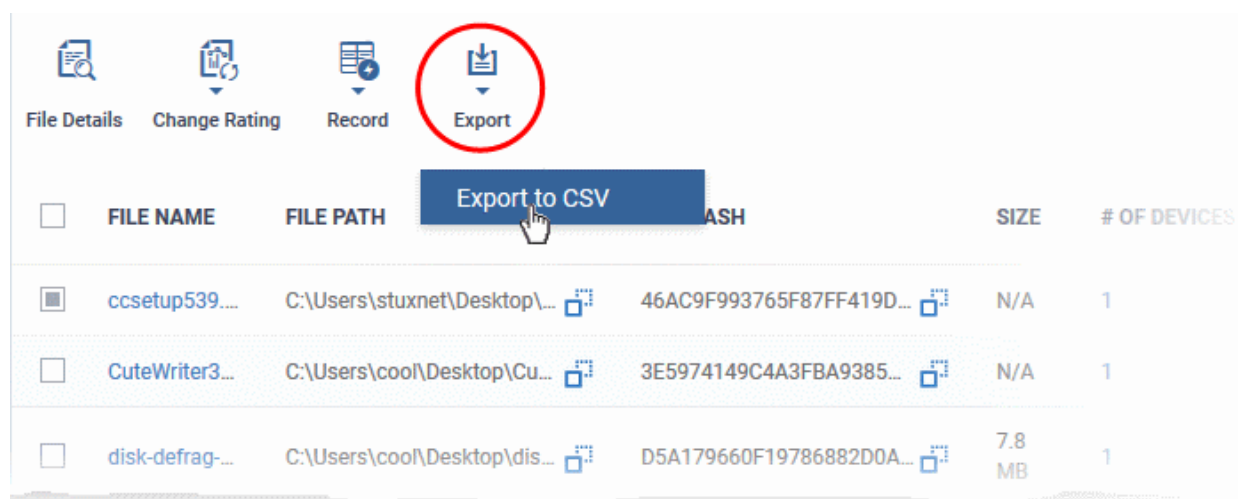 File Details Change Rating Record Export
Export to CSV
FILE NAME FILE PATH ASH SIZE # OF DEVICES
ccsetup539.... C:\Users\stuxnet\Desktop\... 46AC9F993765F87FF419D... N/A 1
CuteWriter3... C:\Users\cool\Desktop\Cu... 3E5974149C4A3FBA9385... N/A 1
disk-defrag-... C:\Users\cool\Desktop\dis... D5A179660F19786882D0A... 7.8 MB 1